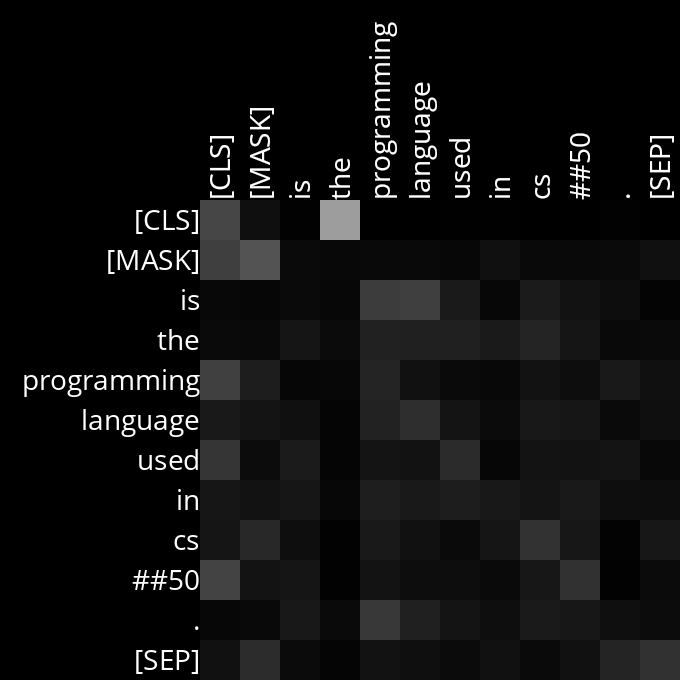 [CLS]
[MASK]
is
the
programming
language
used
in
cs
##50
.
[SEP]
[CLS]
[MASK]
is
the
programming
language
used
in
cs
##50
.
[SEP]